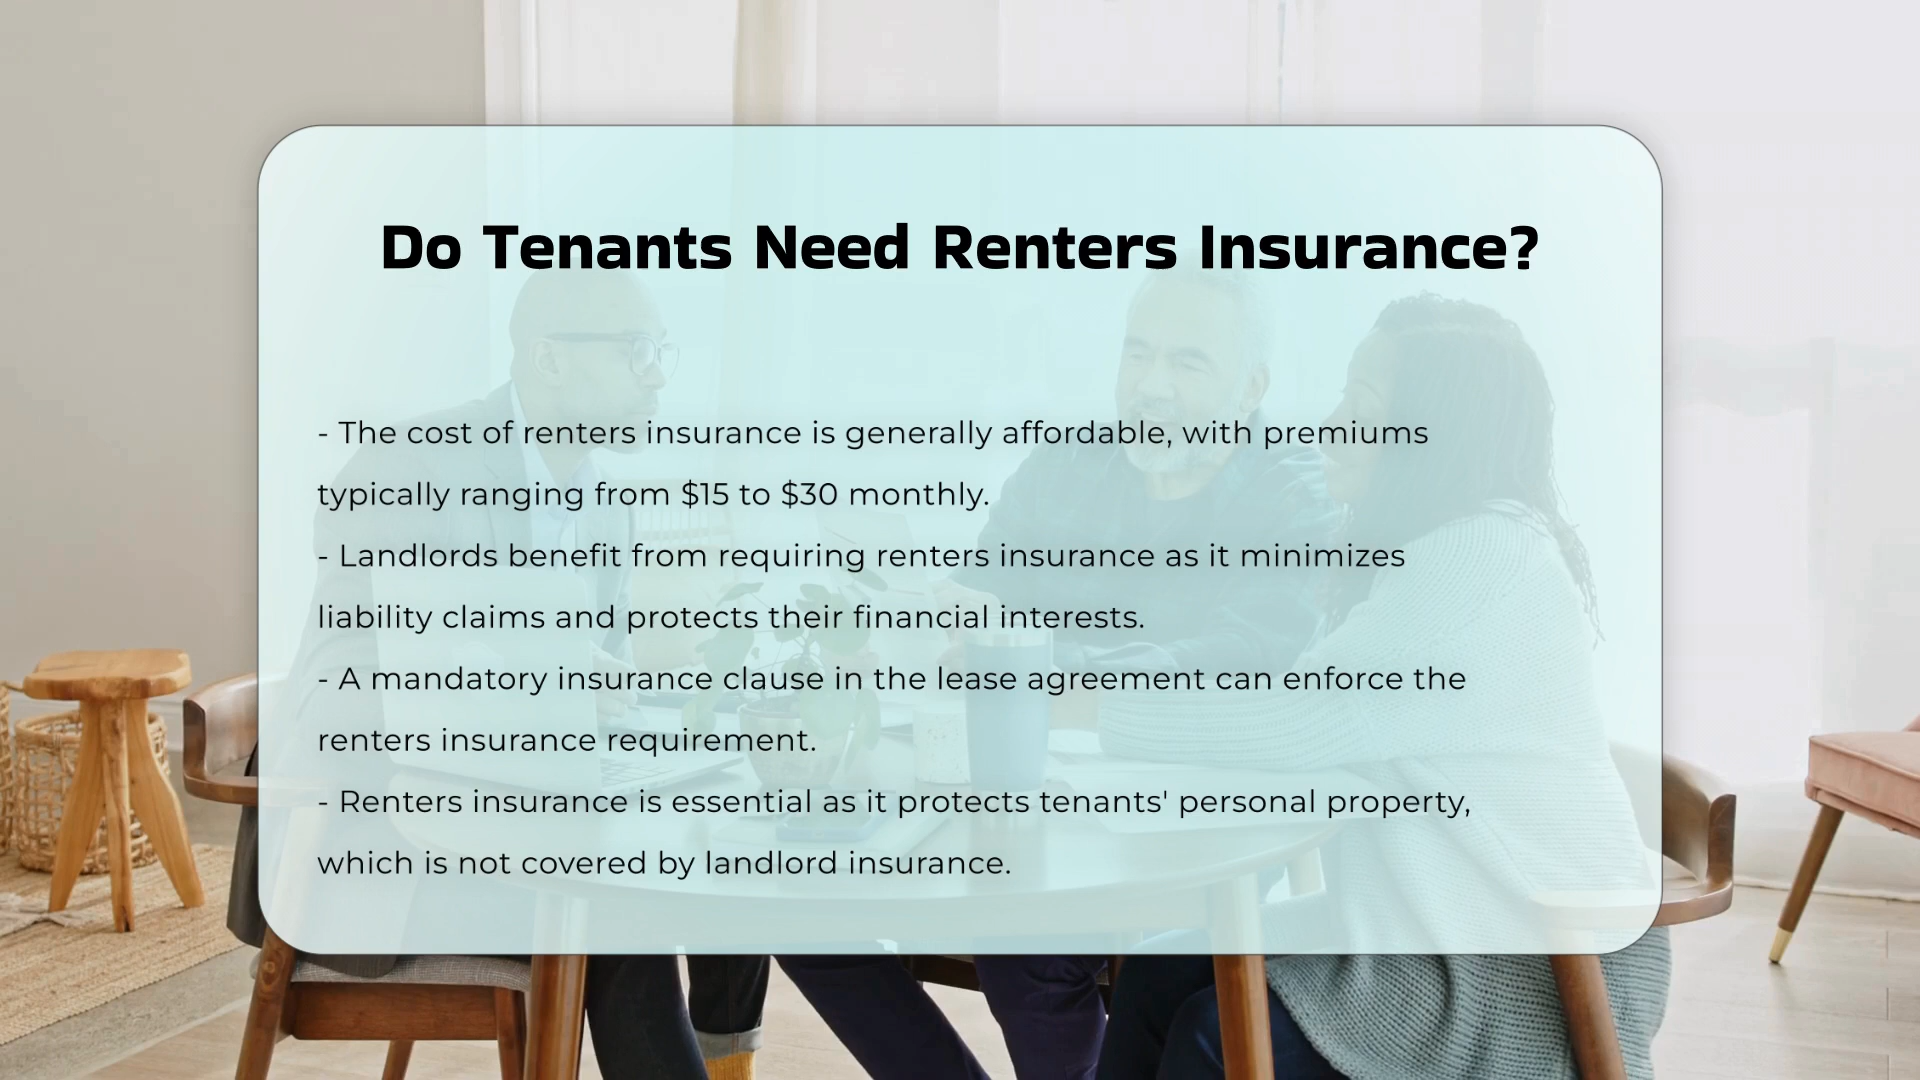 Do Tenants Need Renters Insurance?
- The cost of renters insurance is generally affordable, with premiums
typically ranging from $15 to $30 monthly.
- Landlords benefit from requiring renters insurance as it minimizes
liability claims and protects their financial interests.
- A mandatory insurance clause in the lease agreement can enforce the
renters insurance requirement.
- Renters insurance is essential as it protects tenants' personal property,
which is not covered by landlord insurance.